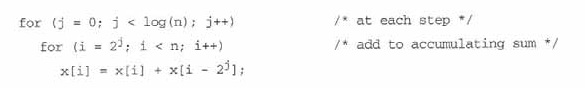 for (j = 0; j < log(n); j++) /* at each step */
for (i = 2^j; i < n; i++) /* add to accumulating sum */
x[i] = x[i] + x[i - 2^j];